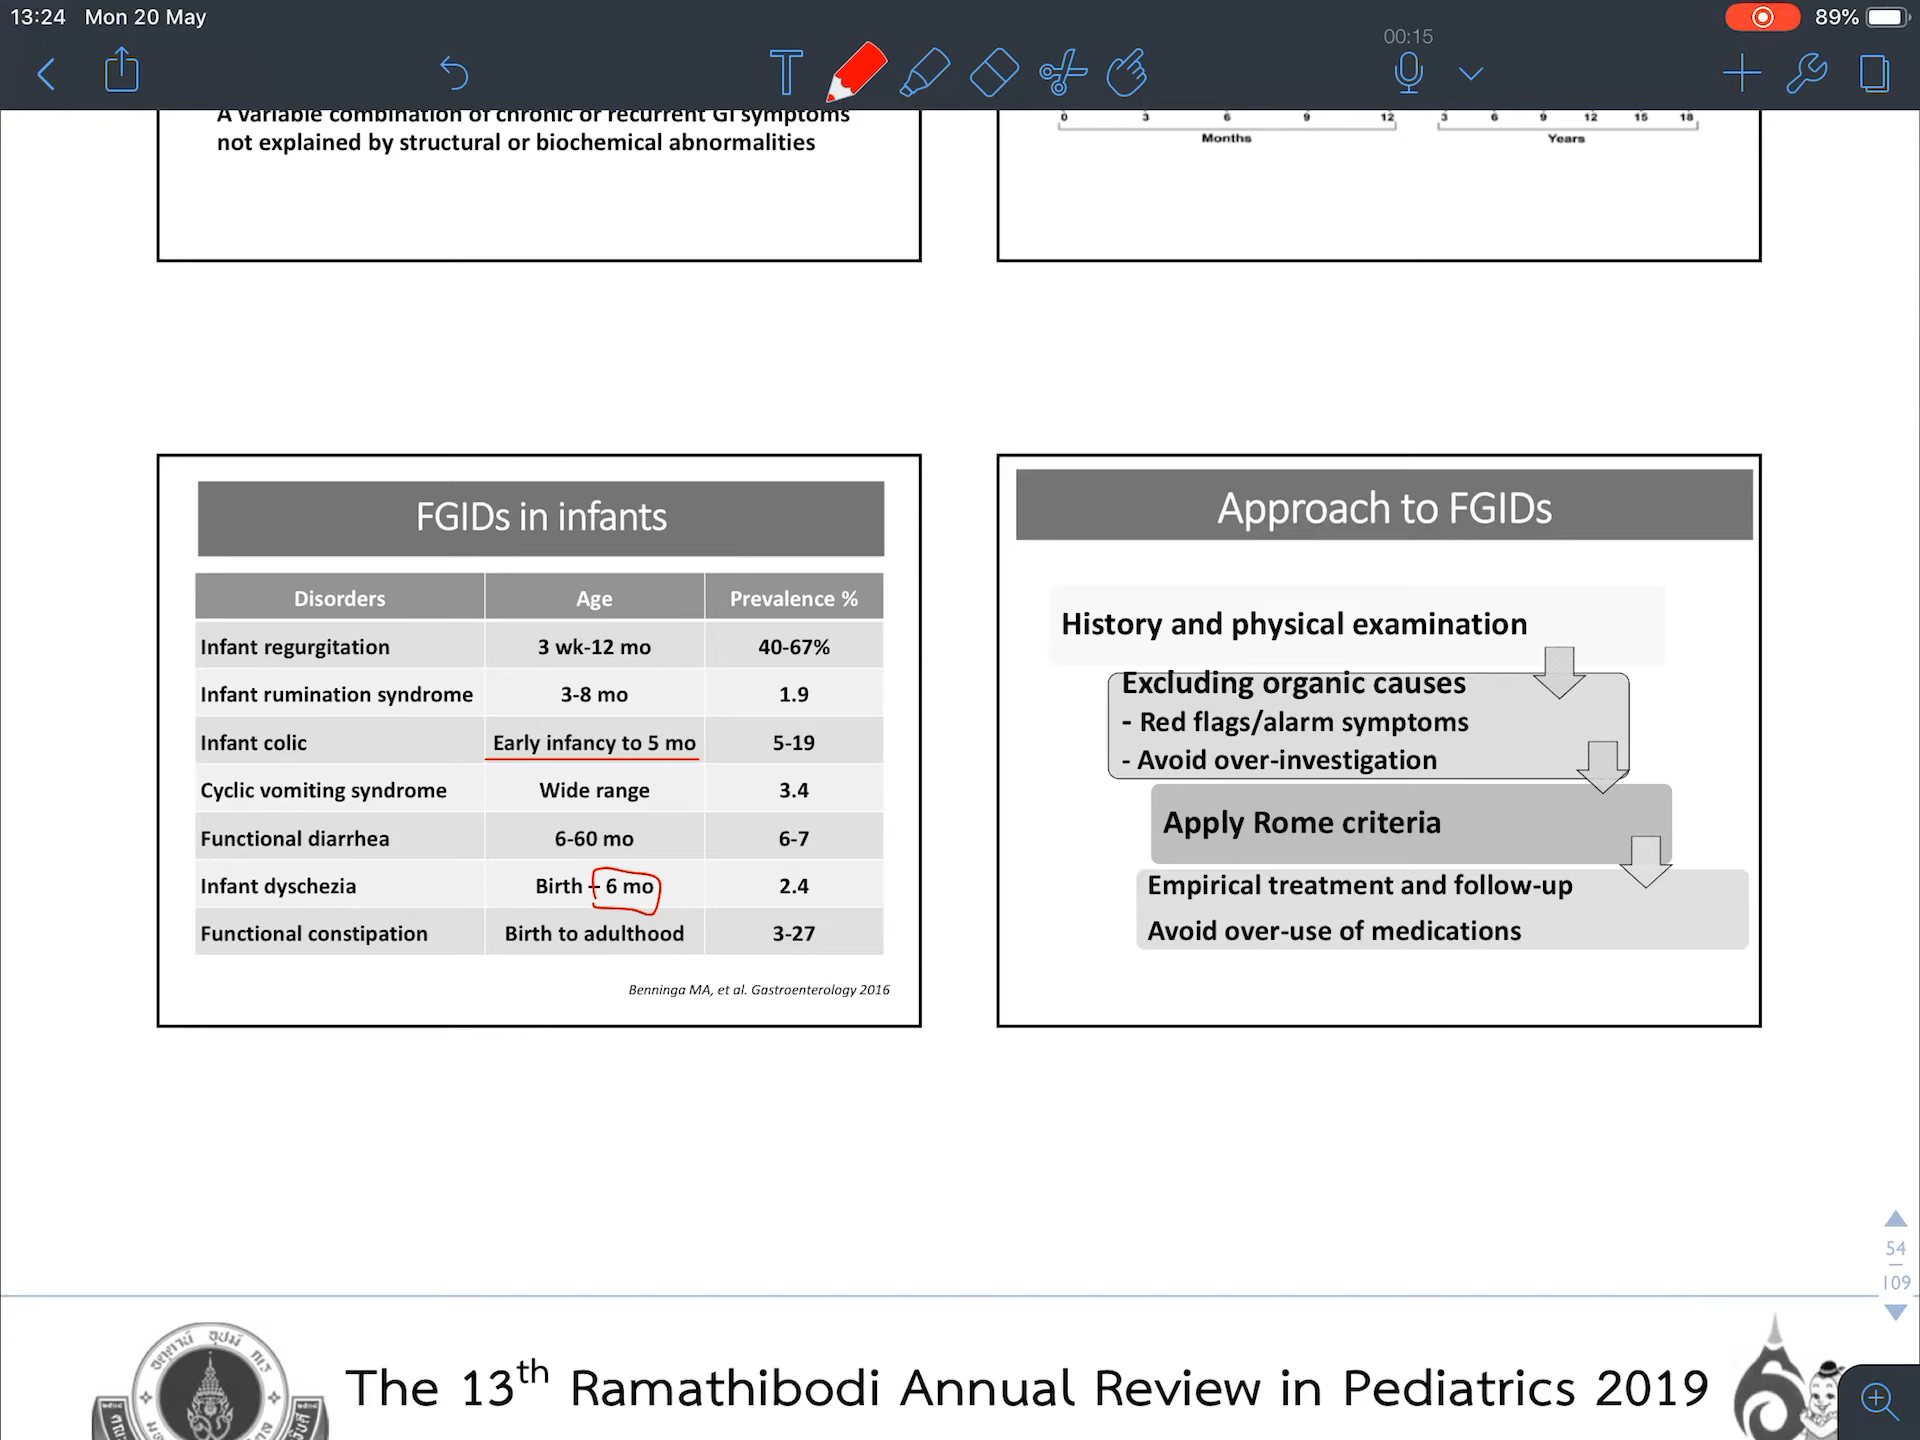 13:24 Mon 20 May
89%
00:15
T
A variable combination of chronic or recurrent GI symptoms
not explained by structural or biochemical abnormalities
0 3 6 9 12 3 6 9 12 15 18
Months Years
FGIDs in infants
Disorders Age Prevalence %
Infant regurgitation 3 wk-12 mo 40-67%
Infant rumination syndrome 3-8 mo 1.9
Infant colic Early infancy to 5 mo 5-19
Cyclic vomiting syndrome Wide range 3.4
Functional diarrhea 6-60 mo 6-7
Infant dyschezia Birth – 6 mo 2.4
Functional constipation Birth to adulthood 3-27
Benninga MA, et al. Gastroenterology 2016
Approach to FGIDs
History and physical examination
Excluding organic causes
- Red flags/alarm symptoms
- Avoid over-investigation
Apply Rome criteria
Empirical treatment and follow-up
Avoid over-use of medications
54
109
The 13th Ramathibodi Annual Review in Pediatrics 2019